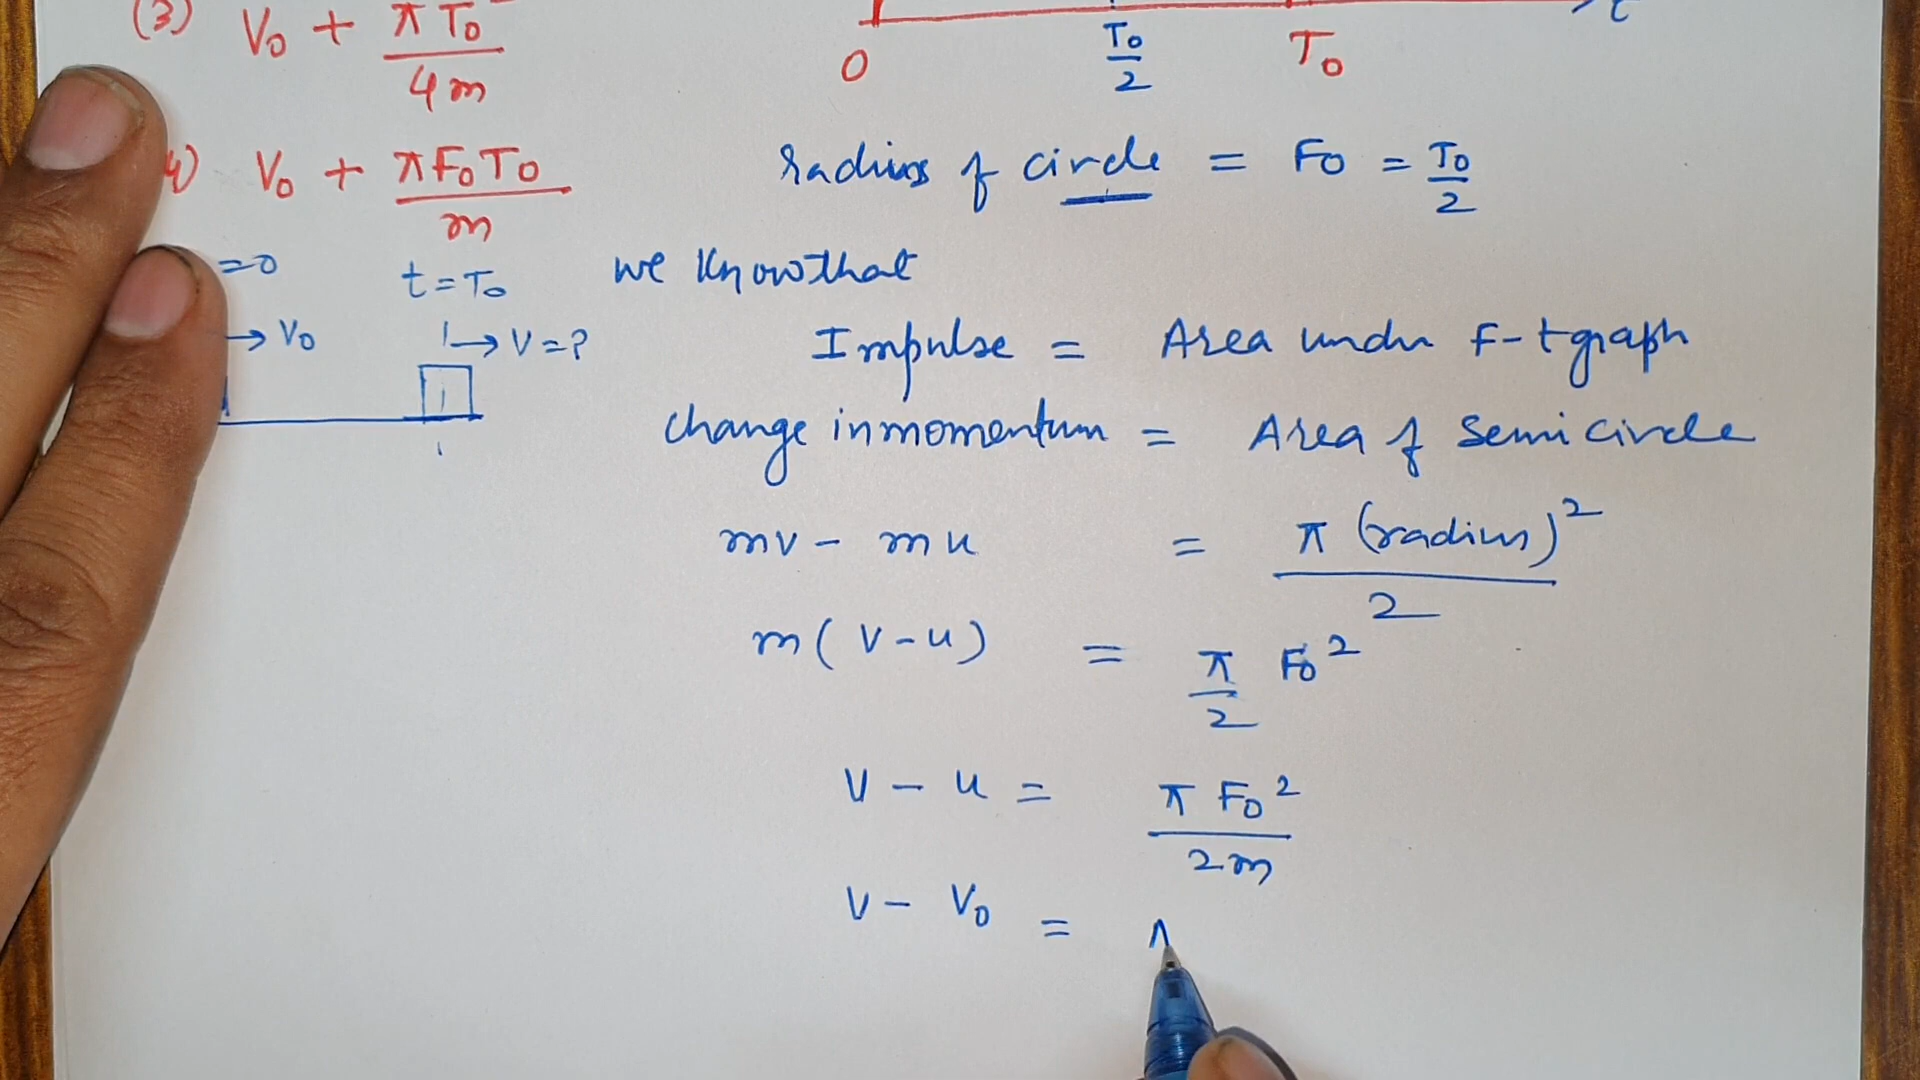 (3) V₀ + πT₀²/4m
0 T₀/2 T₀ t
radius of circle = F₀ = T₀/2
4) V₀ + πF₀T₀/m
=0 t=T₀
we know that
→ V₀ → V=?
Impulse = Area under F-t graph
change in momentum = Area of semi circle
mv - mu = π (radius)²/2
m(v-u) = π/2 F₀²
v - u = πF₀²/2m
v - V₀ =